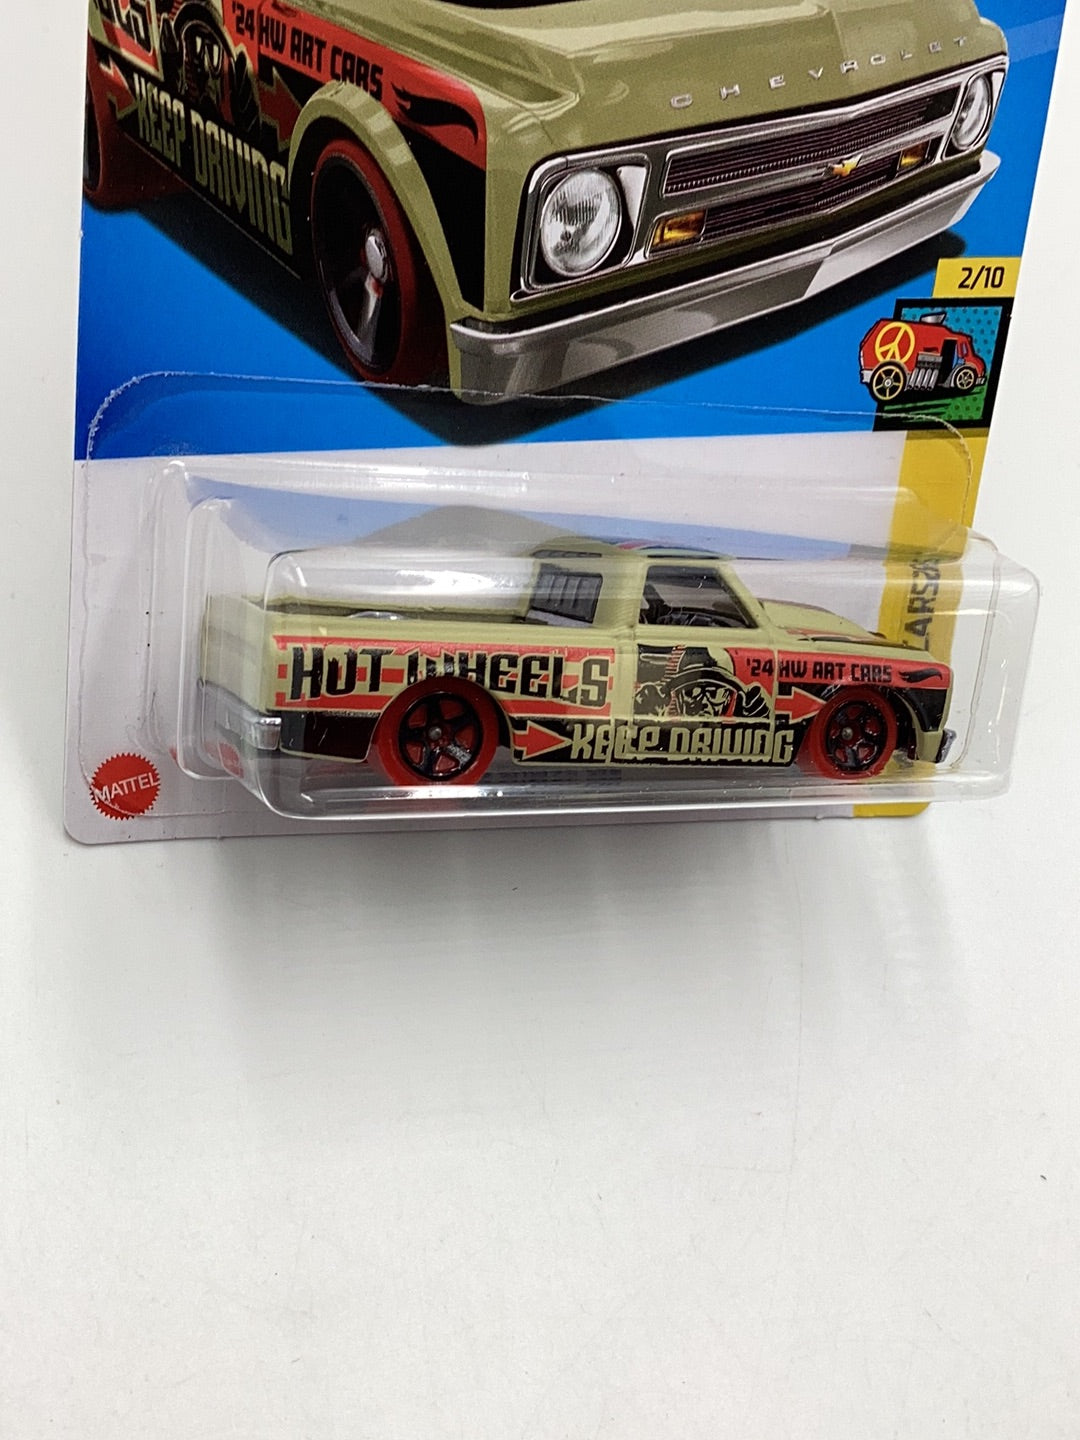 '24 HW ART CARS
KEEP DRIVING
CHEVROLET
2/10
HOT WHEELS
'24 HW ART CARS
KEEP DRIVING
MATTEL